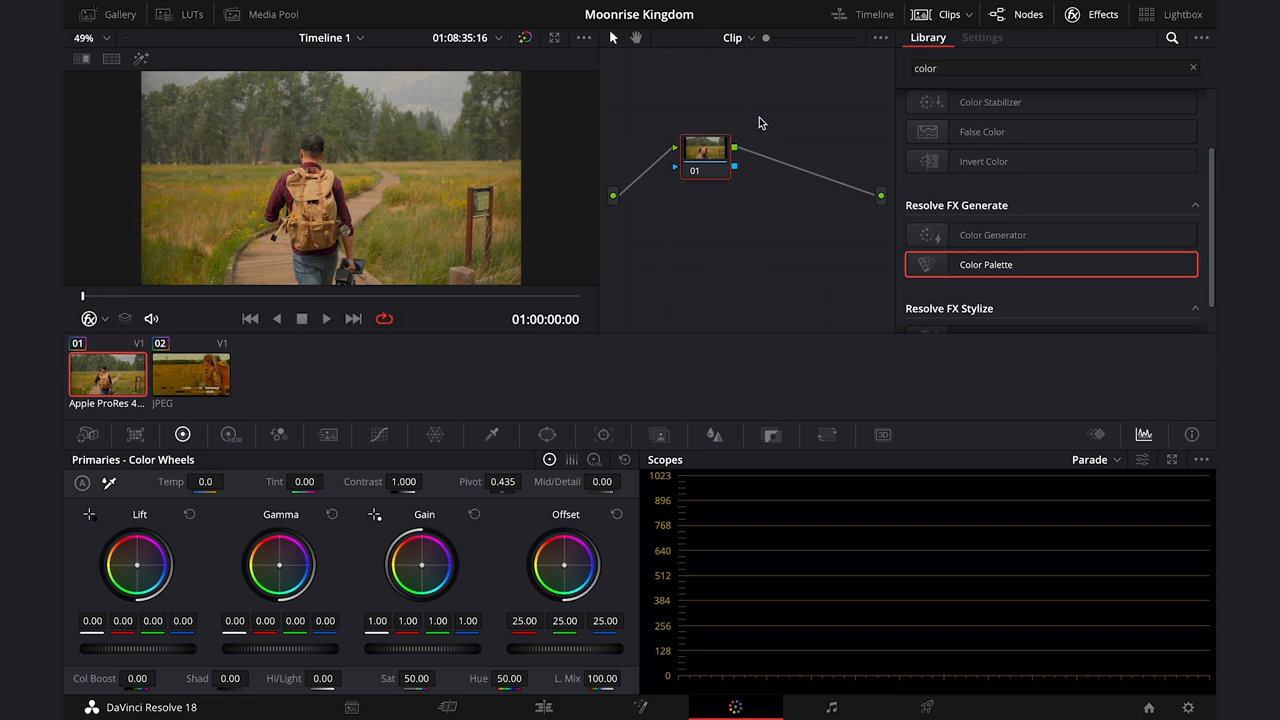 Gallery LUTs Media Pool Moonrise Kingdom Timeline Clips Nodes Effects Lightbox
49% Timeline 1 01:08:35:16 Clip Library Settings
color
Color Stabilizer
False Color
Invert Color
01
Resolve FX Generate
Color Generator
Color Palette
Resolve FX Stylize
01:00:00:00
01 V1 02 V1
Apple ProRes 4... JPEG
HDR 3D
Primaries - Color Wheels Scopes Parade
A Temp 0.0 Tint 0.00 Contrast 1.000 Pivot 0.435 Mid/Detail 0.00
Lift Gamma Gain Offset
0.00 0.00 0.00 0.00 0.00 0.00 0.00 0.00 1.00 1.00 1.00 1.00 25.00 25.00 25.00
Col Boost 0.00 Shad 0.00 Hi/Light 0.00 Sat 50.00 Hue 50.00 L. Mix 100.00
1023
896
768
640
512
384
256
128
0
DaVinci Resolve 18